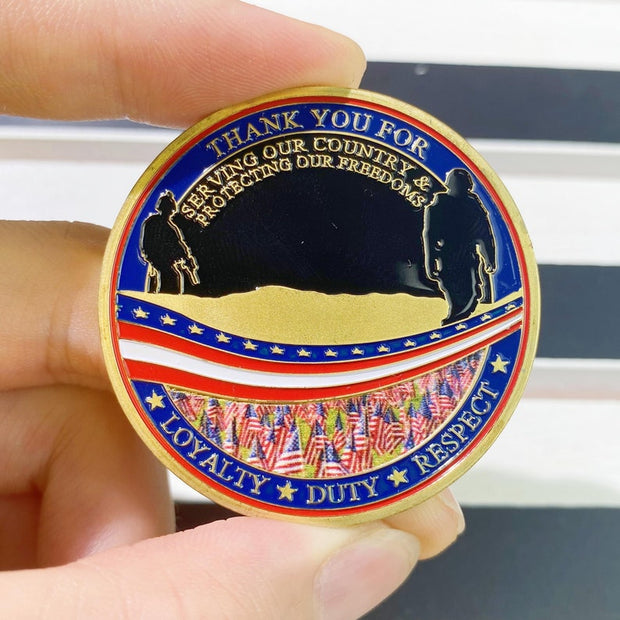 THANK YOU FOR
SERVING OUR COUNTRY &
PROTECTING OUR FREEDOMS
LOYALTY ★ DUTY ★ RESPECT